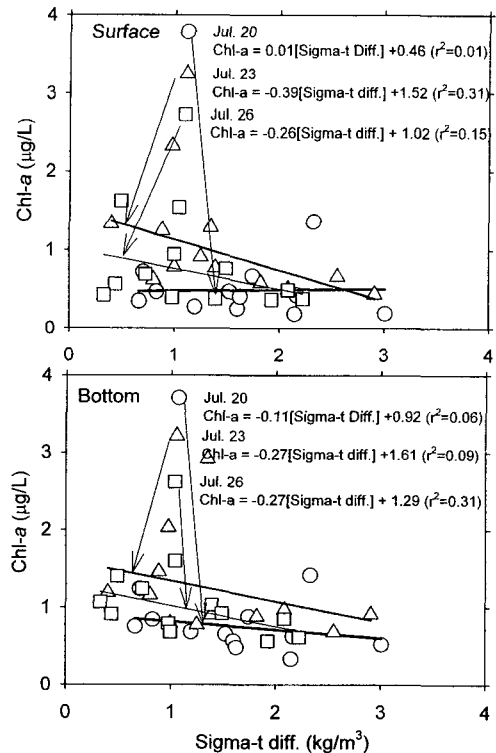 4
Surface
Jul. 20
Chl-a = 0.01[Sigma-t Diff.] +0.46 (r²=0.01)
Jul. 23
Chl-a = -0.39[Sigma-t diff.] +1.52 (r²=0.31)
Jul. 26
Chl-a = -0.26[Sigma-t diff.] + 1.02 (r²=0.15)
3
2
1
0
Chl-a (μg/L)
0 1 2 3 4
4
Bottom
Jul. 20
Chl-a = -0.11[Sigma-t Diff.] +0.92 (r²=0.06)
Jul. 23
Chl-a = -0.27[Sigma-t diff.] +1.61 (r²=0.09)
Jul. 26
Chl-a = -0.27[Sigma-t diff.] + 1.29 (r²=0.31)
3
2
1
0
Chl-a (μg/L)
0 1 2 3 4
Sigma-t diff. (kg/m³)